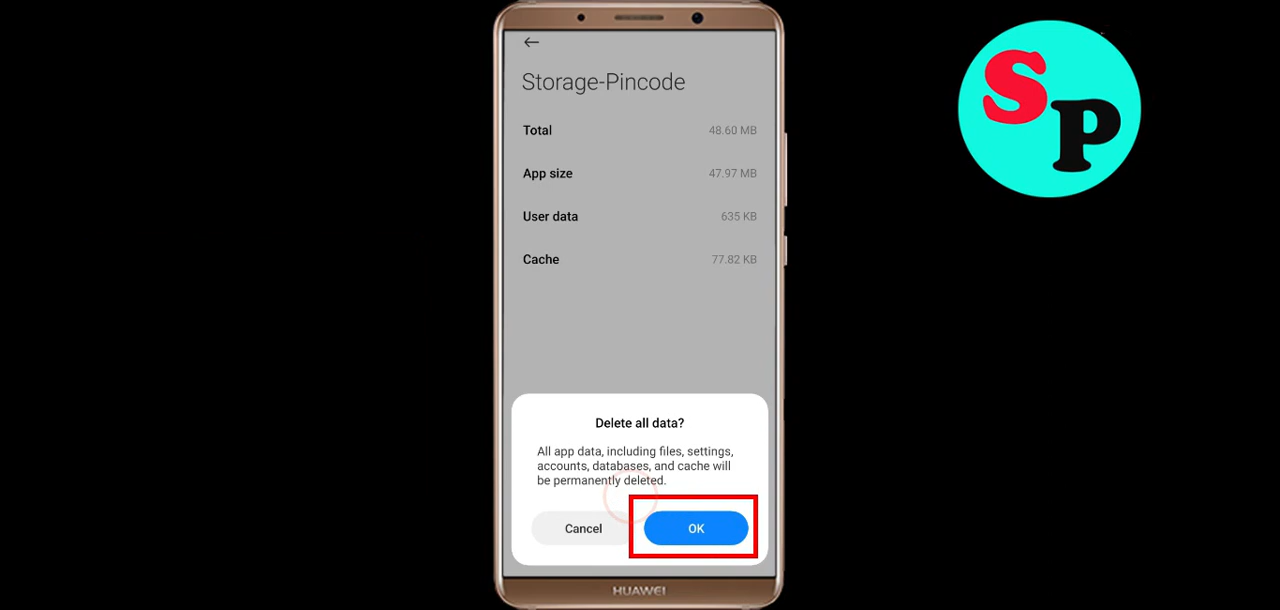 Storage-Pincode
Total 48.60 MB
App size 47.97 MB
User data 635 KB
Cache 77.82 KB
Delete all data?
All app data, including files, settings,
accounts, databases, and cache will
be permanently deleted.
Cancel OK
HUAWEI
SP